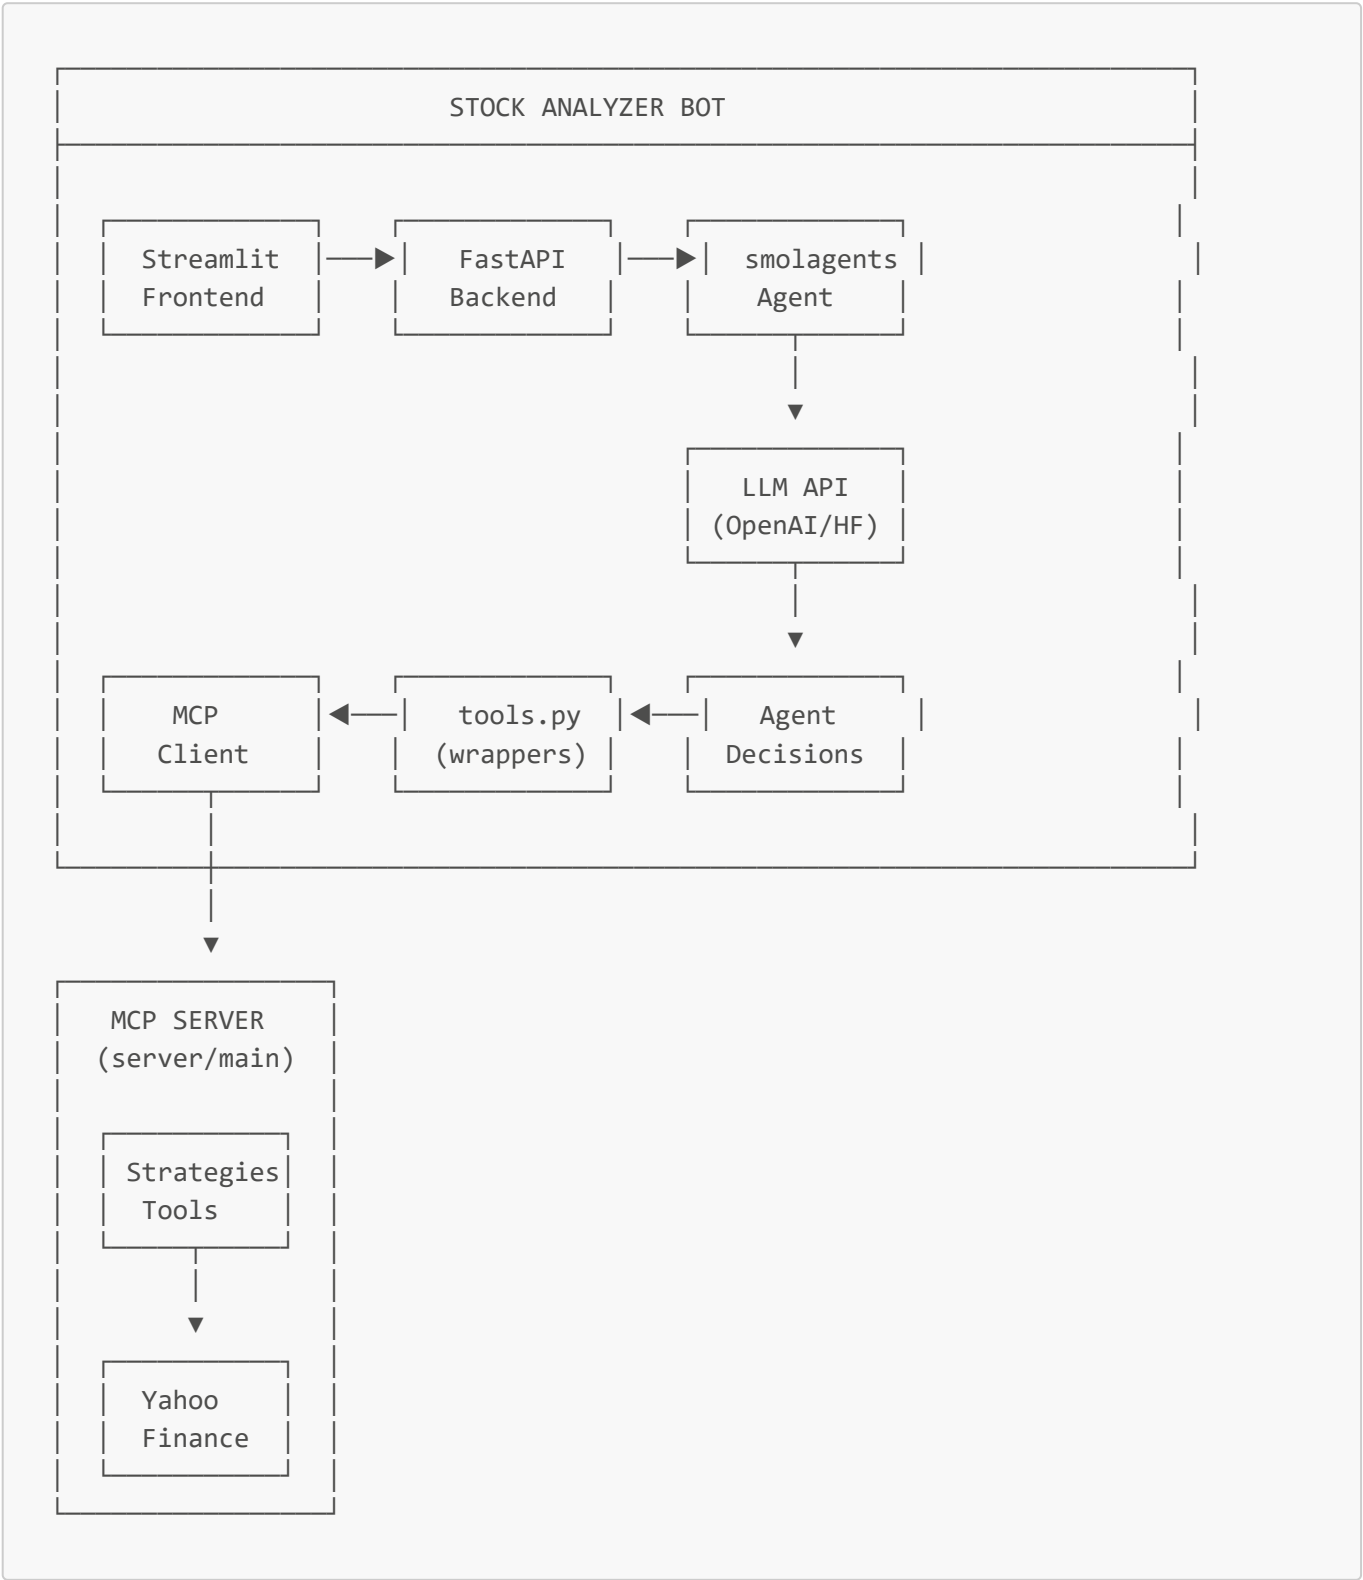 STOCK ANALYZER BOT
Streamlit FastAPI smolagents
Frontend Backend Agent
LLM API
(OpenAI/HF)
MCP tools.py Agent
Client (wrappers) Decisions
MCP SERVER
(server/main)
Strategies
Tools
Yahoo
Finance